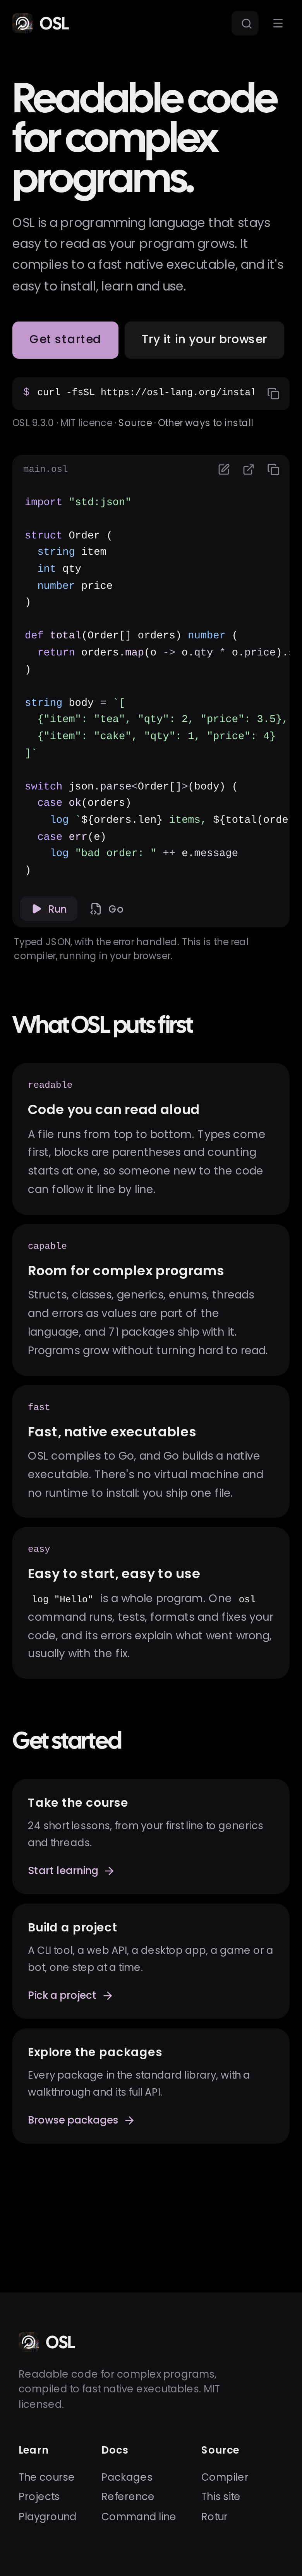 OSL
Readable code
for complex
programs.
OSL is a programming language that stays
easy to read as your program grows. It
compiles to a fast native executable, and it's
easy to install, learn and use.
Get started
Try it in your browser
$ curl -fsSL https://osl-lang.org/instal
OSL 9.3.0 · MIT licence · Source · Other ways to install
main.osl
import "std:json"
struct Order (
  string item
  int qty
  number price
)
def total(Order[] orders) number (
  return orders.map(o -> o.qty * o.price).
)
string body = `[
  {"item": "tea", "qty": 2, "price": 3.5},
  {"item": "cake", "qty": 1, "price": 4}
]`
switch json.parse<Order[]>(body) (
  case ok(orders)
    log `${orders.len} items, ${total(orde
  case err(e)
    log "bad order: " ++ e.message
)
Run
Go
Typed JSON, with the error handled. This is the real
compiler, running in your browser.
What OSL puts first
readable
Code you can read aloud
A file runs from top to bottom. Types come
first, blocks are parentheses and counting
starts at one, so someone new to the code
can follow it line by line.
capable
Room for complex programs
Structs, classes, generics, enums, threads
and errors as values are part of the
language, and 71 packages ship with it.
Programs grow without turning hard to read.
fast
Fast, native executables
OSL compiles to Go, and Go builds a native
executable. There's no virtual machine and
no runtime to install: you ship one file.
easy
Easy to start, easy to use
log "Hello" is a whole program. One osl
command runs, tests, formats and fixes your
code, and its errors explain what went wrong,
usually with the fix.
Get started
Take the course
24 short lessons, from your first line to generics
and threads.
Start learning →
Build a project
A CLI tool, a web API, a desktop app, a game or a
bot, one step at a time.
Pick a project →
Explore the packages
Every package in the standard library, with a
walkthrough and its full API.
Browse packages →
OSL
Readable code for complex programs,
compiled to fast native executables. MIT
licensed.
Learn
The course
Projects
Playground
Docs
Packages
Reference
Command line
Source
Compiler
This site
Rotur